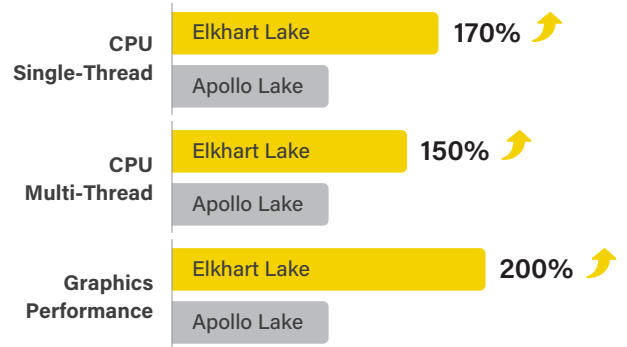 CPU
Single-Thread
Elkhart Lake
170%
Apollo Lake
CPU
Multi-Thread
Elkhart Lake
150%
Apollo Lake
Graphics
Performance
Elkhart Lake
200%
Apollo Lake